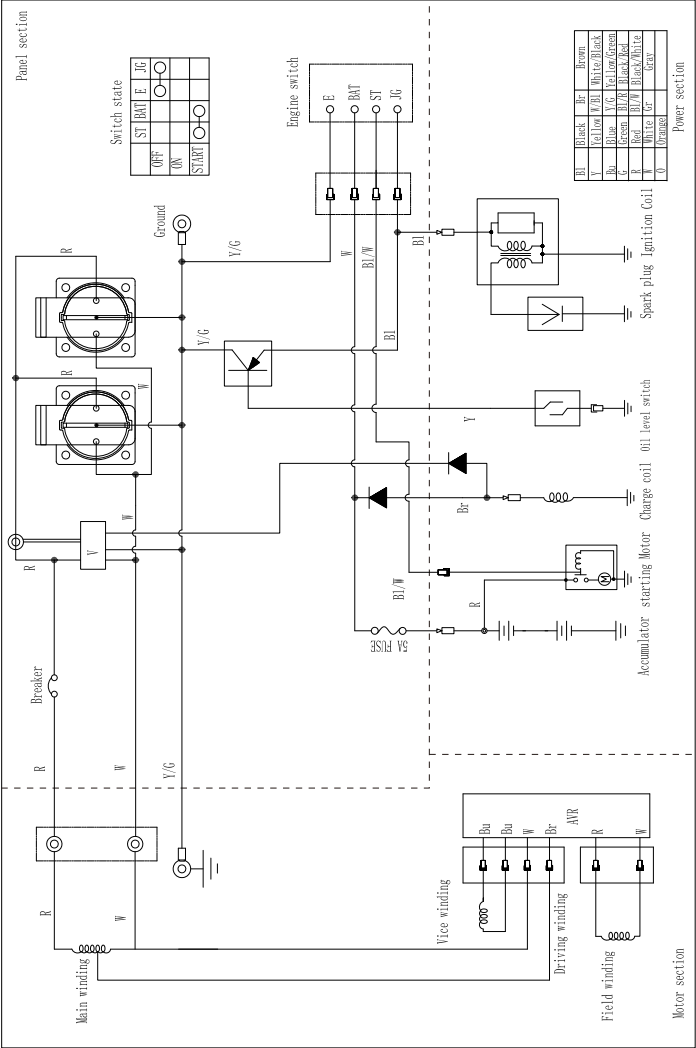 Panel section
Switch state
ST BAT E JG
OFF
ON
START
Engine switch
E
BAT
ST
JG
Ground
R
R
W
Y/G
W
Bl/W
Bl
Y/G
Bl
Y
W
V
R
Br
Bl/W
R
5A FUSE
Breaker
R
W
Y/G
R
W
Main winding
Bl Black Br Brown
Y Yellow W/Bl White/Black
Bu Blue Y/G Yellow/Green
G Green Bl/R Black/Red
R Red Bl/W Black/White
W White Gr Gray
O Orange
Power section
Spark plug
Ignition Coil
Oil level switch
Charge coil
starting Motor
M
Accumulator
AVR
Bu
Bu
W
Br
R
W
Vice winding
Driving winding
Field winding
Motor section